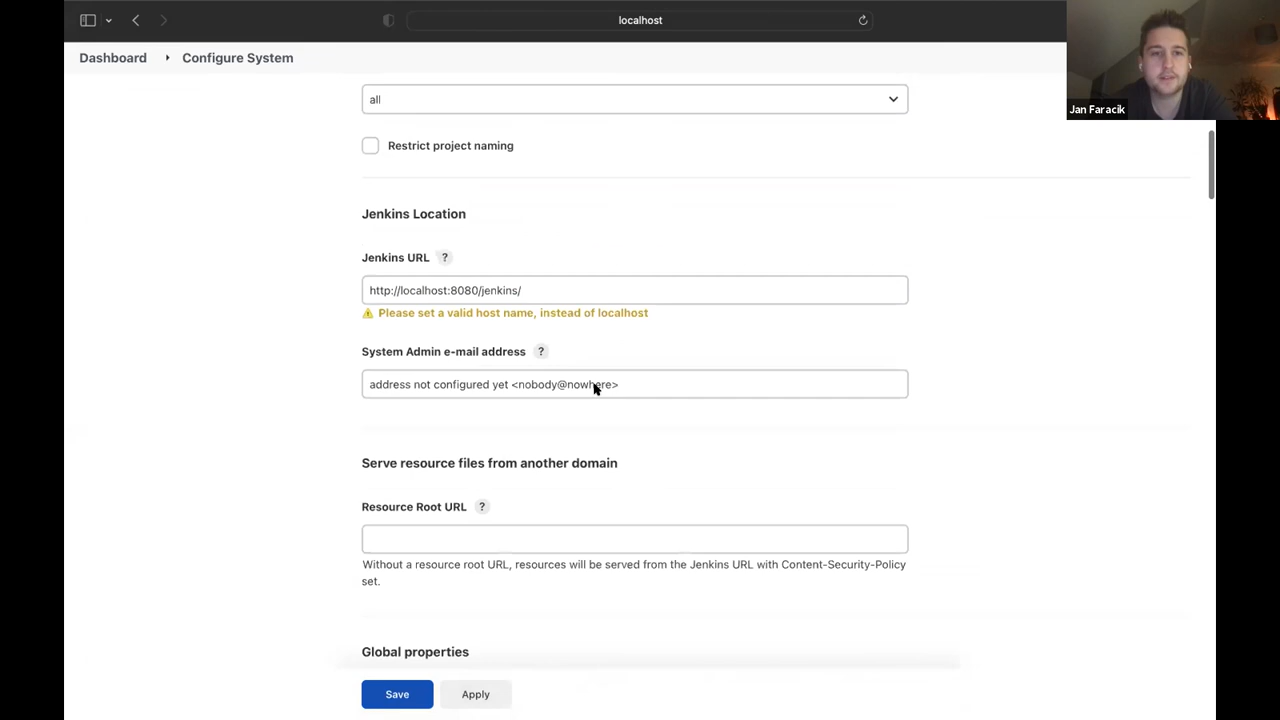 localhost
Dashboard
Configure System
Jan Faracik
all
Restrict project naming
Jenkins Location
Jenkins URL ?
http://localhost:8080/jenkins/
Please set a valid host name, instead of localhost
System Admin e-mail address ?
address not configured yet <nobody@nowhere>
Serve resource files from another domain
Resource Root URL ?
Without a resource root URL, resources will be served from the Jenkins URL with Content-Security-Policy
set.
Global properties
Save
Apply